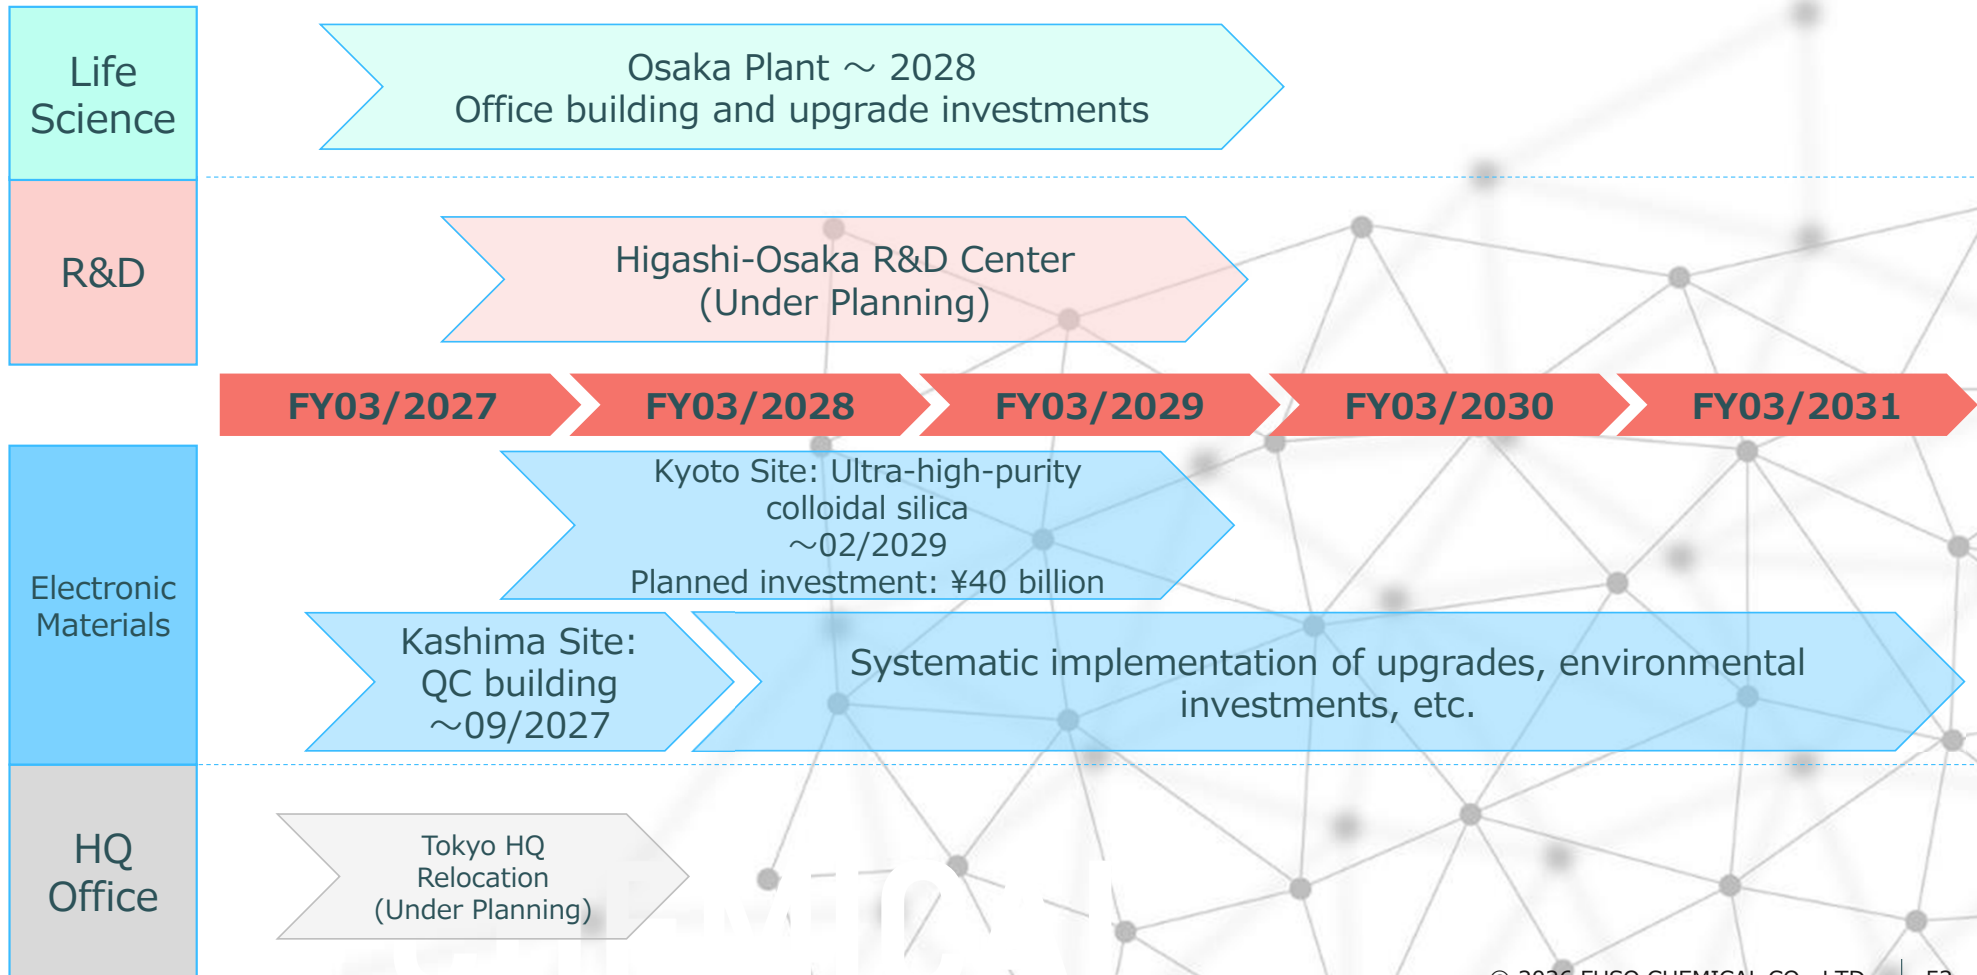 Life
Science
Osaka Plant ～ 2028
Office building and upgrade investments
R&D
Higashi-Osaka R&D Center
(Under Planning)
FY03/2027
FY03/2028
FY03/2029
FY03/2030
FY03/2031
Electronic
Materials
Kyoto Site: Ultra-high-purity
colloidal silica
～02/2029
Planned investment: ¥40 billion
Kashima Site:
QC building
～09/2027
Systematic implementation of upgrades, environmental
investments, etc.
HQ
Office
Tokyo HQ
Relocation
(Under Planning)